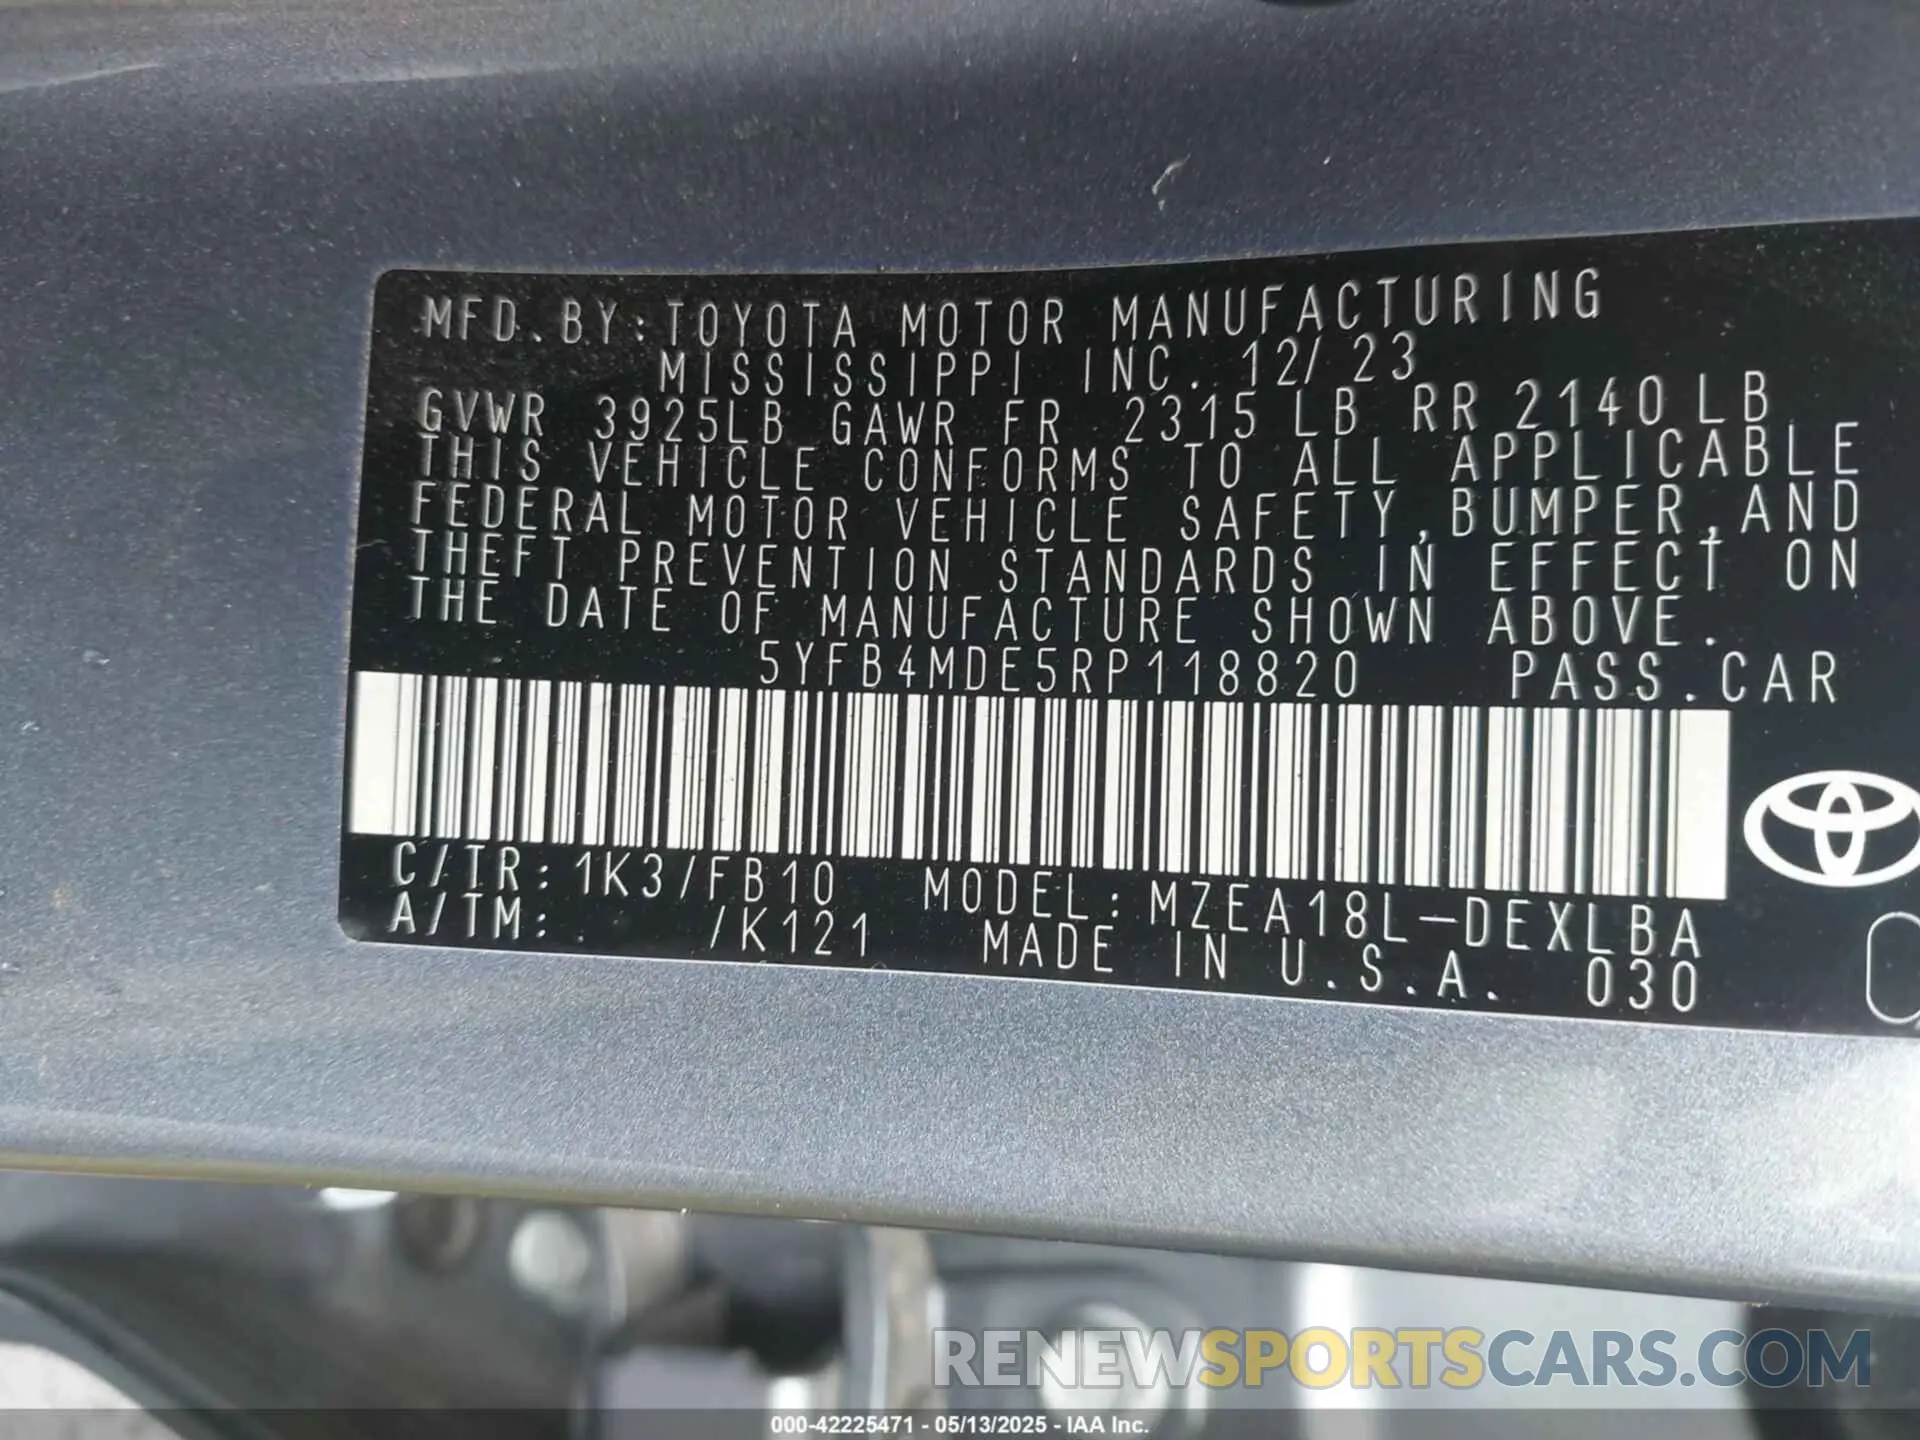 MFD. BY: TOYOTA MOTOR MANUFACTURING
MISSISSIPPI INC. 12/ 23
GVWR 3925LB GAWR FR 2315 LB RR 2140 LB
THIS VEHICLE CONFORMS TO ALL APPLICABLE
FEDERAL MOTOR VEHICLE SAFETY, BUMPER, AND
THEFT PREVENTION STANDARDS IN EFFECT ON
THE DATE OF MANUFACTURE SHOWN ABOVE.
5YFB4MDE5RP118820 PASS. CAR
C/TR: 1K3/FB10 MODEL: MZEA18L-DEXLBA
A/TM: /K121 MADE IN U.S.A. 030
RENEWSPORTSCARS.COM
000-42225471 - 05/13/2025 - IAA Inc.